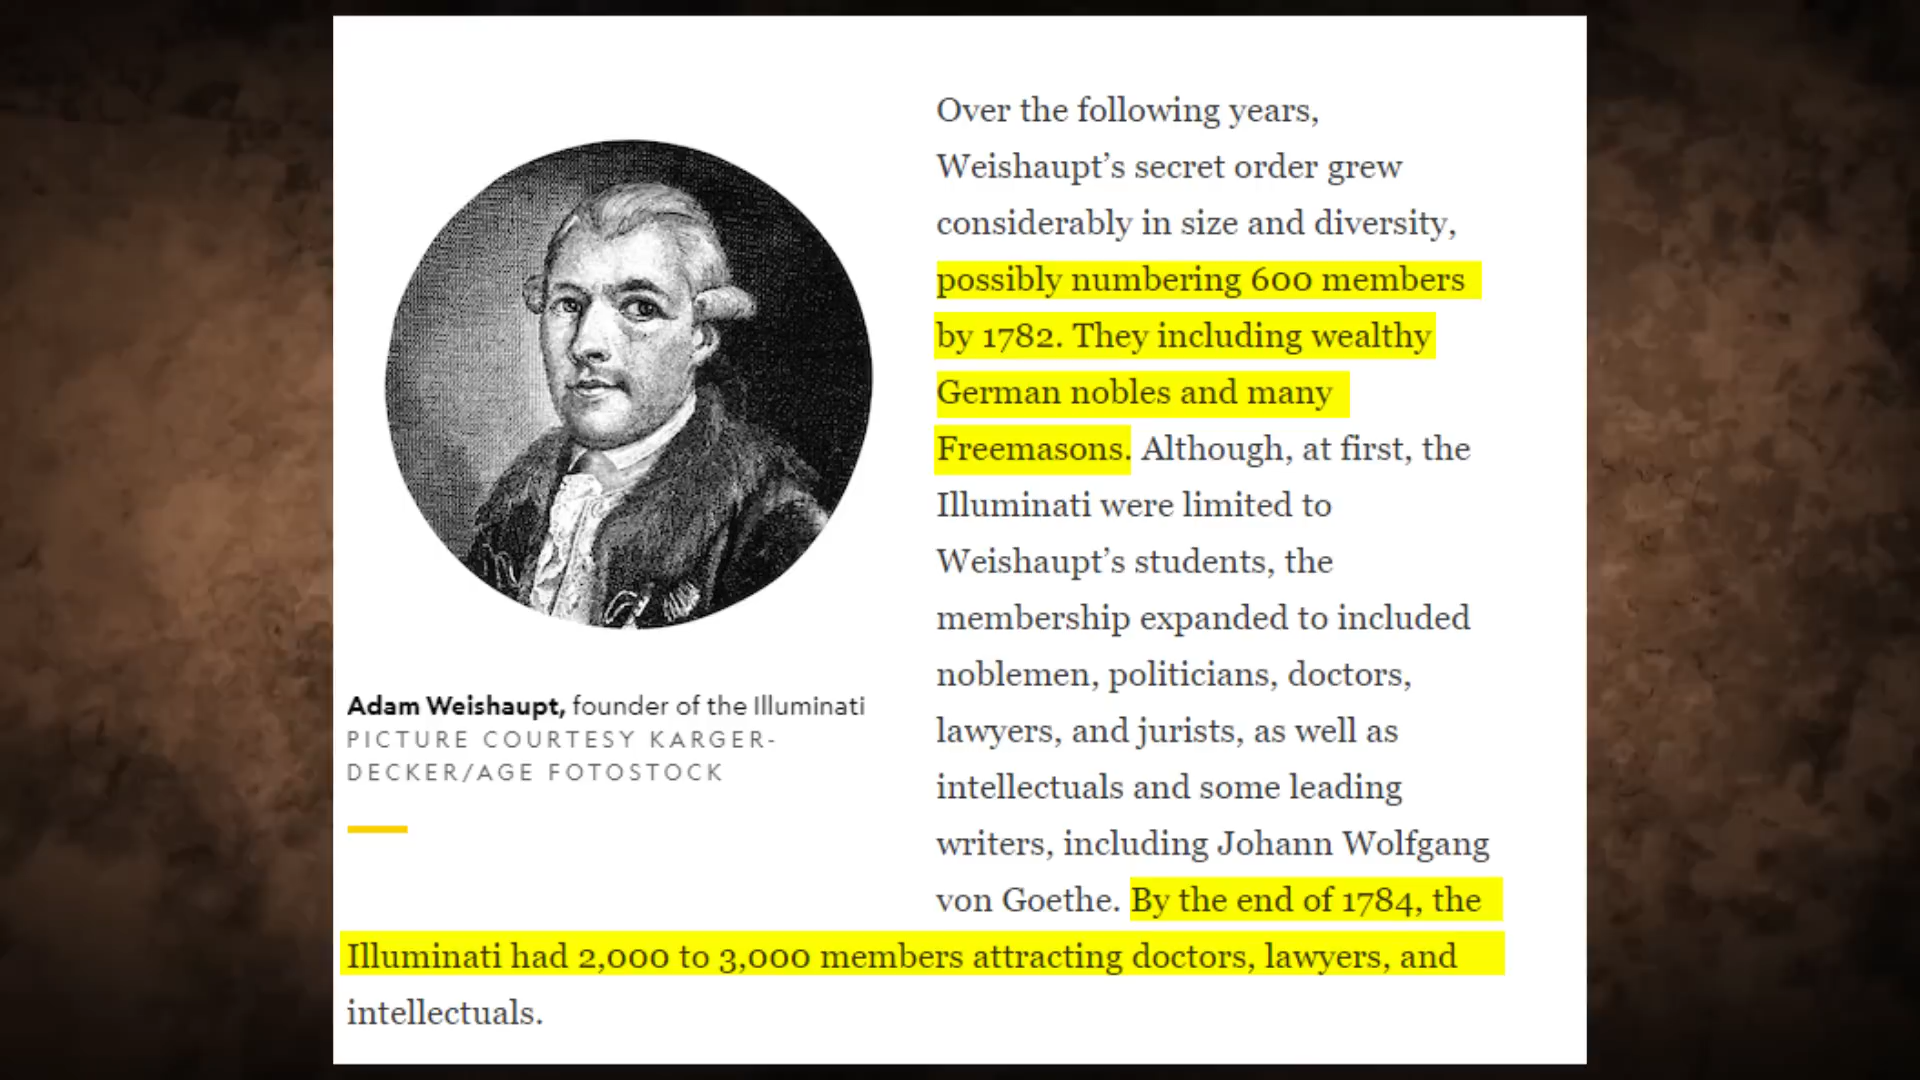 Over the following years,
Weishaupt’s secret order grew
considerably in size and diversity,
possibly numbering 600 members
by 1782. They including wealthy
German nobles and many
Freemasons. Although, at first, the
Illuminati were limited to
Weishaupt’s students, the
membership expanded to included
noblemen, politicians, doctors,
lawyers, and jurists, as well as
intellectuals and some leading
writers, including Johann Wolfgang
von Goethe. By the end of 1784, the
Illuminati had 2,000 to 3,000 members attracting doctors, lawyers, and
intellectuals.
Adam Weishaupt, founder of the Illuminati
PICTURE COURTESY KARGER-
DECKER/AGE FOTOSTOCK